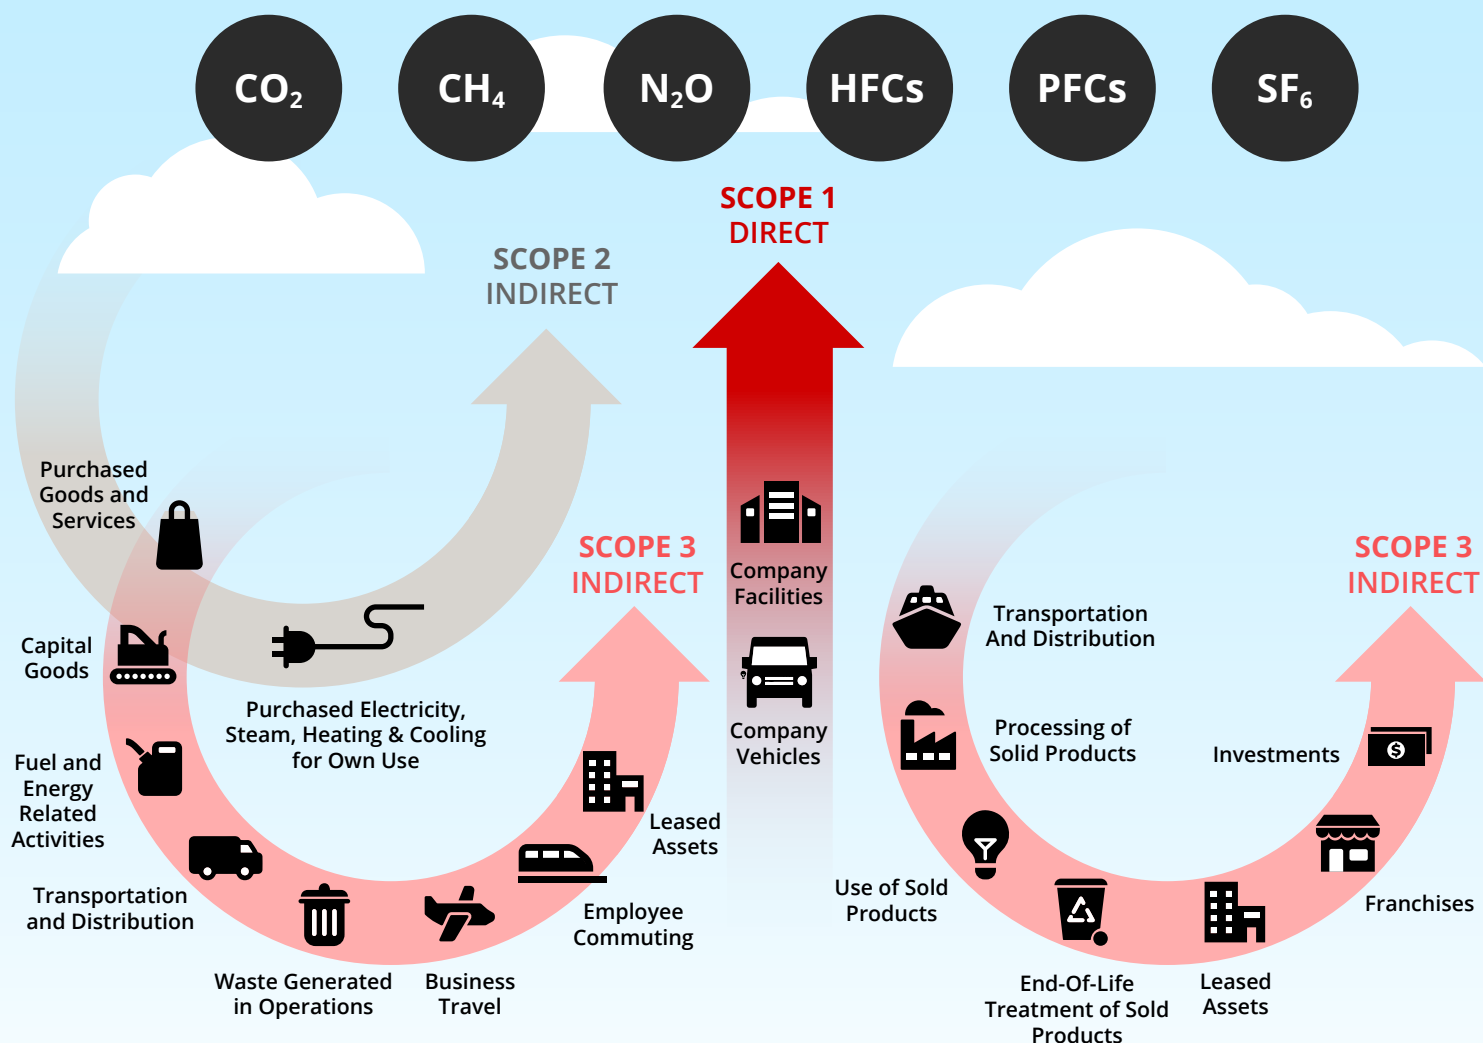 CO₂
CH₄
N₂O
HFCs
PFCs
SF₆
SCOPE 1
DIRECT
SCOPE 2
INDIRECT
Purchased
Goods and
Services
Capital
Goods
Fuel and
Energy
Related
Activities
Transportation
and Distribution
Waste Generated
in Operations
Business
Travel
Employee
Commuting
Leased
Assets
SCOPE 3
INDIRECT
Purchased Electricity,
Steam, Heating & Cooling
for Own Use
Company
Facilities
Company
Vehicles
Transportation
And Distribution
Processing of
Solid Products
Use of Sold
Products
End-Of-Life
Treatment of Sold
Products
Leased
Assets
Franchises
Investments
$
SCOPE 3
INDIRECT